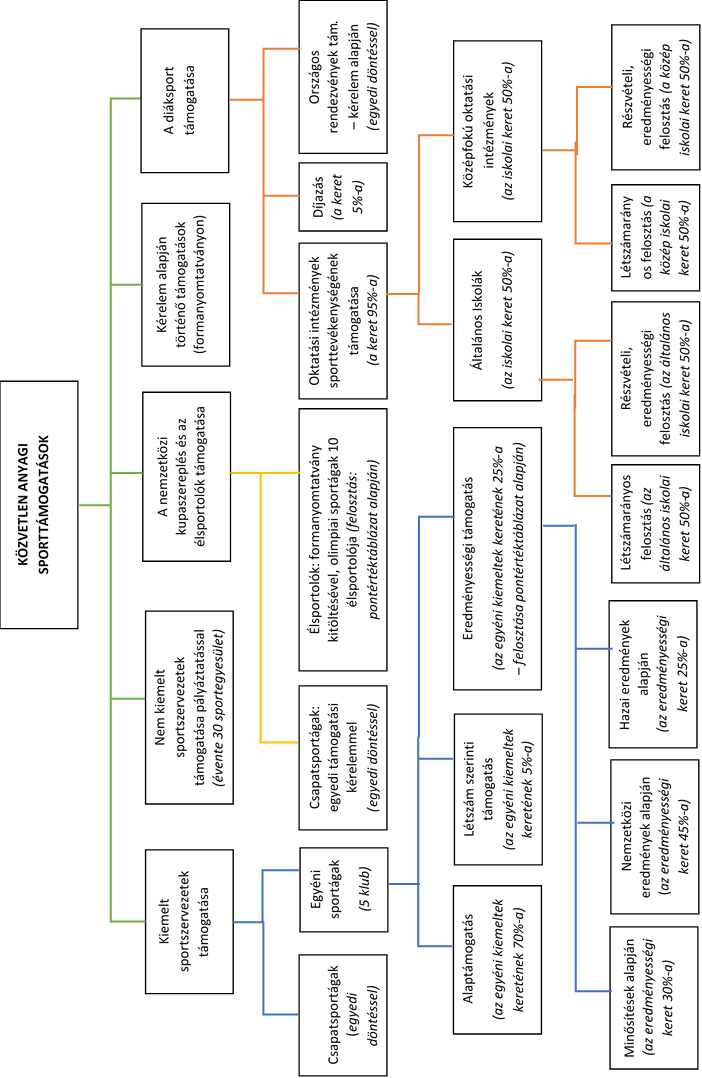 KÖZVETLEN ANYAGI
SPORTTÁMOGATÁSOK
Kiemelt
sportszervezetek
támogatása
Nem kiemelt
sportszervezetek
támogatása pályáztatással
(évente 30 sportegyesület)
A nemzetközi
kupaszereplés és az
élsportolók támogatása
Kérelem alapján
történő támogatások
(formanyomtatványon)
A diáksport
támogatása
Csapatsportágak
(egyedi
döntéssel)
Egyéni
sportágak
(5 klub)
Csapatsportágak:
egyedi támogatási
kérelemmel
(egyedi döntéssel)
Élsportolók: formanyomtatvány
kitöltésével, olimpiai sportágak 10
élsportolója (felosztás:
pontértéktáblázat alapján)
Oktatási intézmények
sporttevékenységének
támogatása
(a keret 95%-a)
Díjazás
(a keret
5%-a)
Országos
rendezvények tám.
– kérelem alapján
(egyedi döntéssel)
Alaptámogatás
(az egyéni kiemeltek
keretének 70%-a)
Létszám szerinti
támogatás
(az egyéni kiemeltek
keretének 5%-a)
Eredményességi támogatás
(az egyéni kiemeltek keretének 25%-a
– felosztása pontértéktáblázat alapján)
Általános Iskolák
(az iskolai keret 50%-a)
Középfokú oktatási
intézmények
(az iskolai keret 50%-a)
Minősítések alapján
(az eredményességi
keret 30%-a)
Nemzetközi
eredmények alapján
(az eredményességi
keret 45%-a)
Hazai eredmények
alapján
(az eredményességi
keret 25%-a)
Létszámarányos
felosztás (az
általános iskolai
keret 50%-a)
Részvételi,
eredményességi
felosztás (az általános
iskolai keret 50%-a)
Létszámarány
os felosztás (a
közép iskolai
keret 50%-a)
Részvételi,
eredményességi
felosztás (a közép
iskolai keret 50%-a)